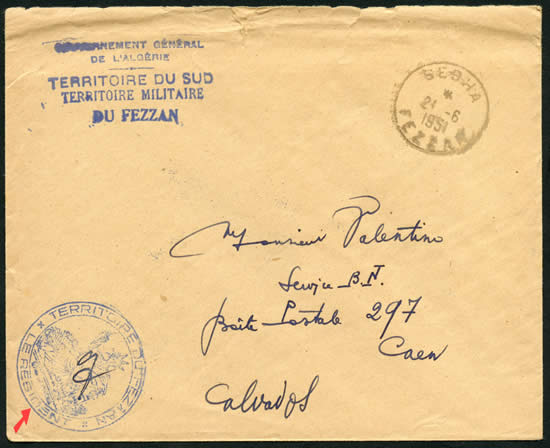 GOUVERNEMENT GÉNÉRAL
DE L'ALGÉRIE
TERRITOIRE DU SUD
TERRITOIRE MILITAIRE
DU FEZZAN
SEBHA
21 -6
1951
FEZZAN
Monsieur Valentino
Service B.N.
Boîte Postale 297
Caen
Calvados
TERRITOIRE DU FEZZAN
LE RESIDENT